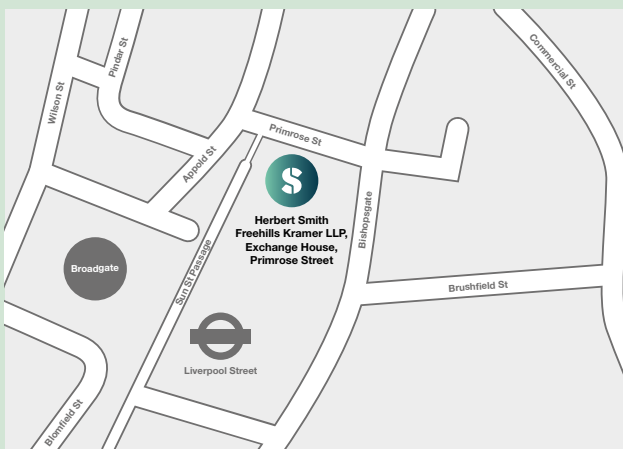 Pindar St
Commercial St
Wilson St
Primrose St
Appold St
Herbert Smith
Freehills Kramer LLP,
Exchange House,
Primrose Street
Bishopsgate
Broadgate
Sun St Passage
Brushfield St
Liverpool Street
Blomfield St